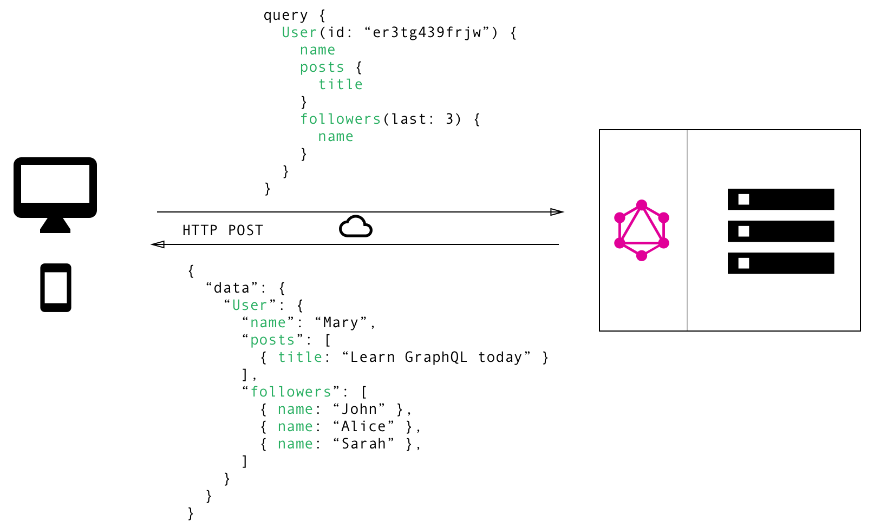 query {
  User(id: “er3tg439frjw”) {
    name
    posts {
      title
    }
    followers(last: 3) {
      name
    }
  }
}
HTTP POST
{
  “data”: {
    “User”: {
      “name”: “Mary”,
      “posts”: [
        { title: “Learn GraphQL today” }
      ],
      “followers”: [
        { name: “John” },
        { name: “Alice” },
        { name: “Sarah” },
      ]
    }
  }
}